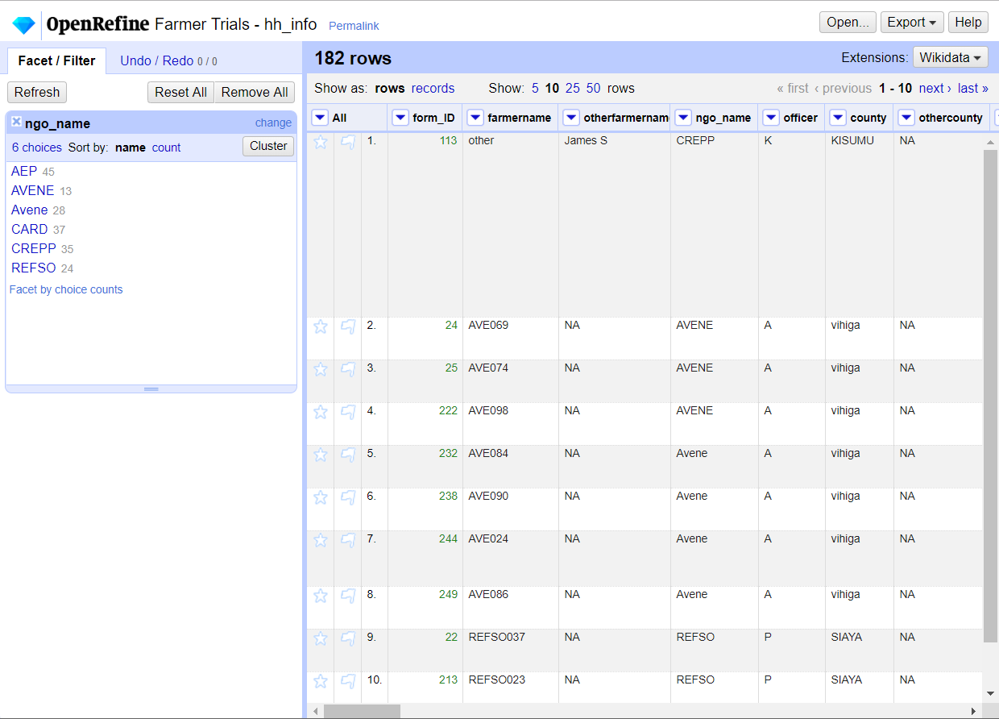 OpenRefine Farmer Trials - hh_info Permalink Open... Export Help
Facet / Filter Undo / Redo 0 / 0
Refresh Reset All Remove All
ngo_name change
6 choices Sort by: name count Cluster
AEP 45
AVENE 13
Avene 28
CARD 37
CREPP 35
REFSO 24
Facet by choice counts
182 rows Extensions: Wikidata
Show as: rows records Show: 5 10 25 50 rows « first ‹ previous 1 - 10 next › last »
All form_ID farmername otherfarmername ngo_name officer county othercounty
1. 113 other James S CREPP K KISUMU NA
2. 24 AVE069 NA AVENE A vihiga NA
3. 25 AVE074 NA AVENE A vihiga NA
4. 222 AVE098 NA AVENE A vihiga NA
5. 232 AVE084 NA Avene A vihiga NA
6. 238 AVE090 NA Avene A vihiga NA
7. 244 AVE024 NA Avene A vihiga NA
8. 249 AVE086 NA Avene A vihiga NA
9. 22 REFSO037 NA REFSO P SIAYA NA
10. 213 REFSO023 NA REFSO P SIAYA NA